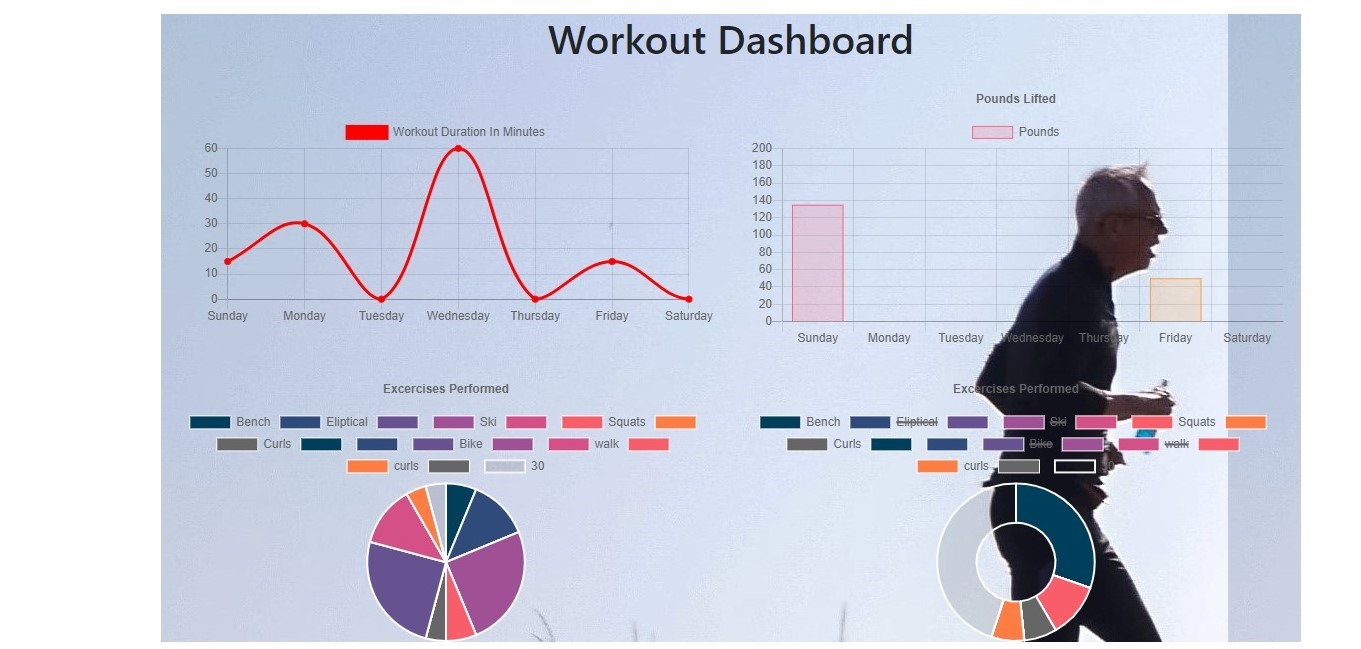 Workout Dashboard
Workout Duration In Minutes
60
50
40
30
20
10
0
Sunday Monday Tuesday Wednesday Thursday Friday Saturday
Pounds Lifted
Pounds
200
180
160
140
120
100
80
60
40
20
0
Sunday Monday Tuesday Wednesday Thursday Friday Saturday
Excercises Performed
Bench Eliptical Ski Squats
Curls Bike walk
curls 30
Excercises Performed
Bench Eliptical Ski Squats
Curls Bike walk
curls